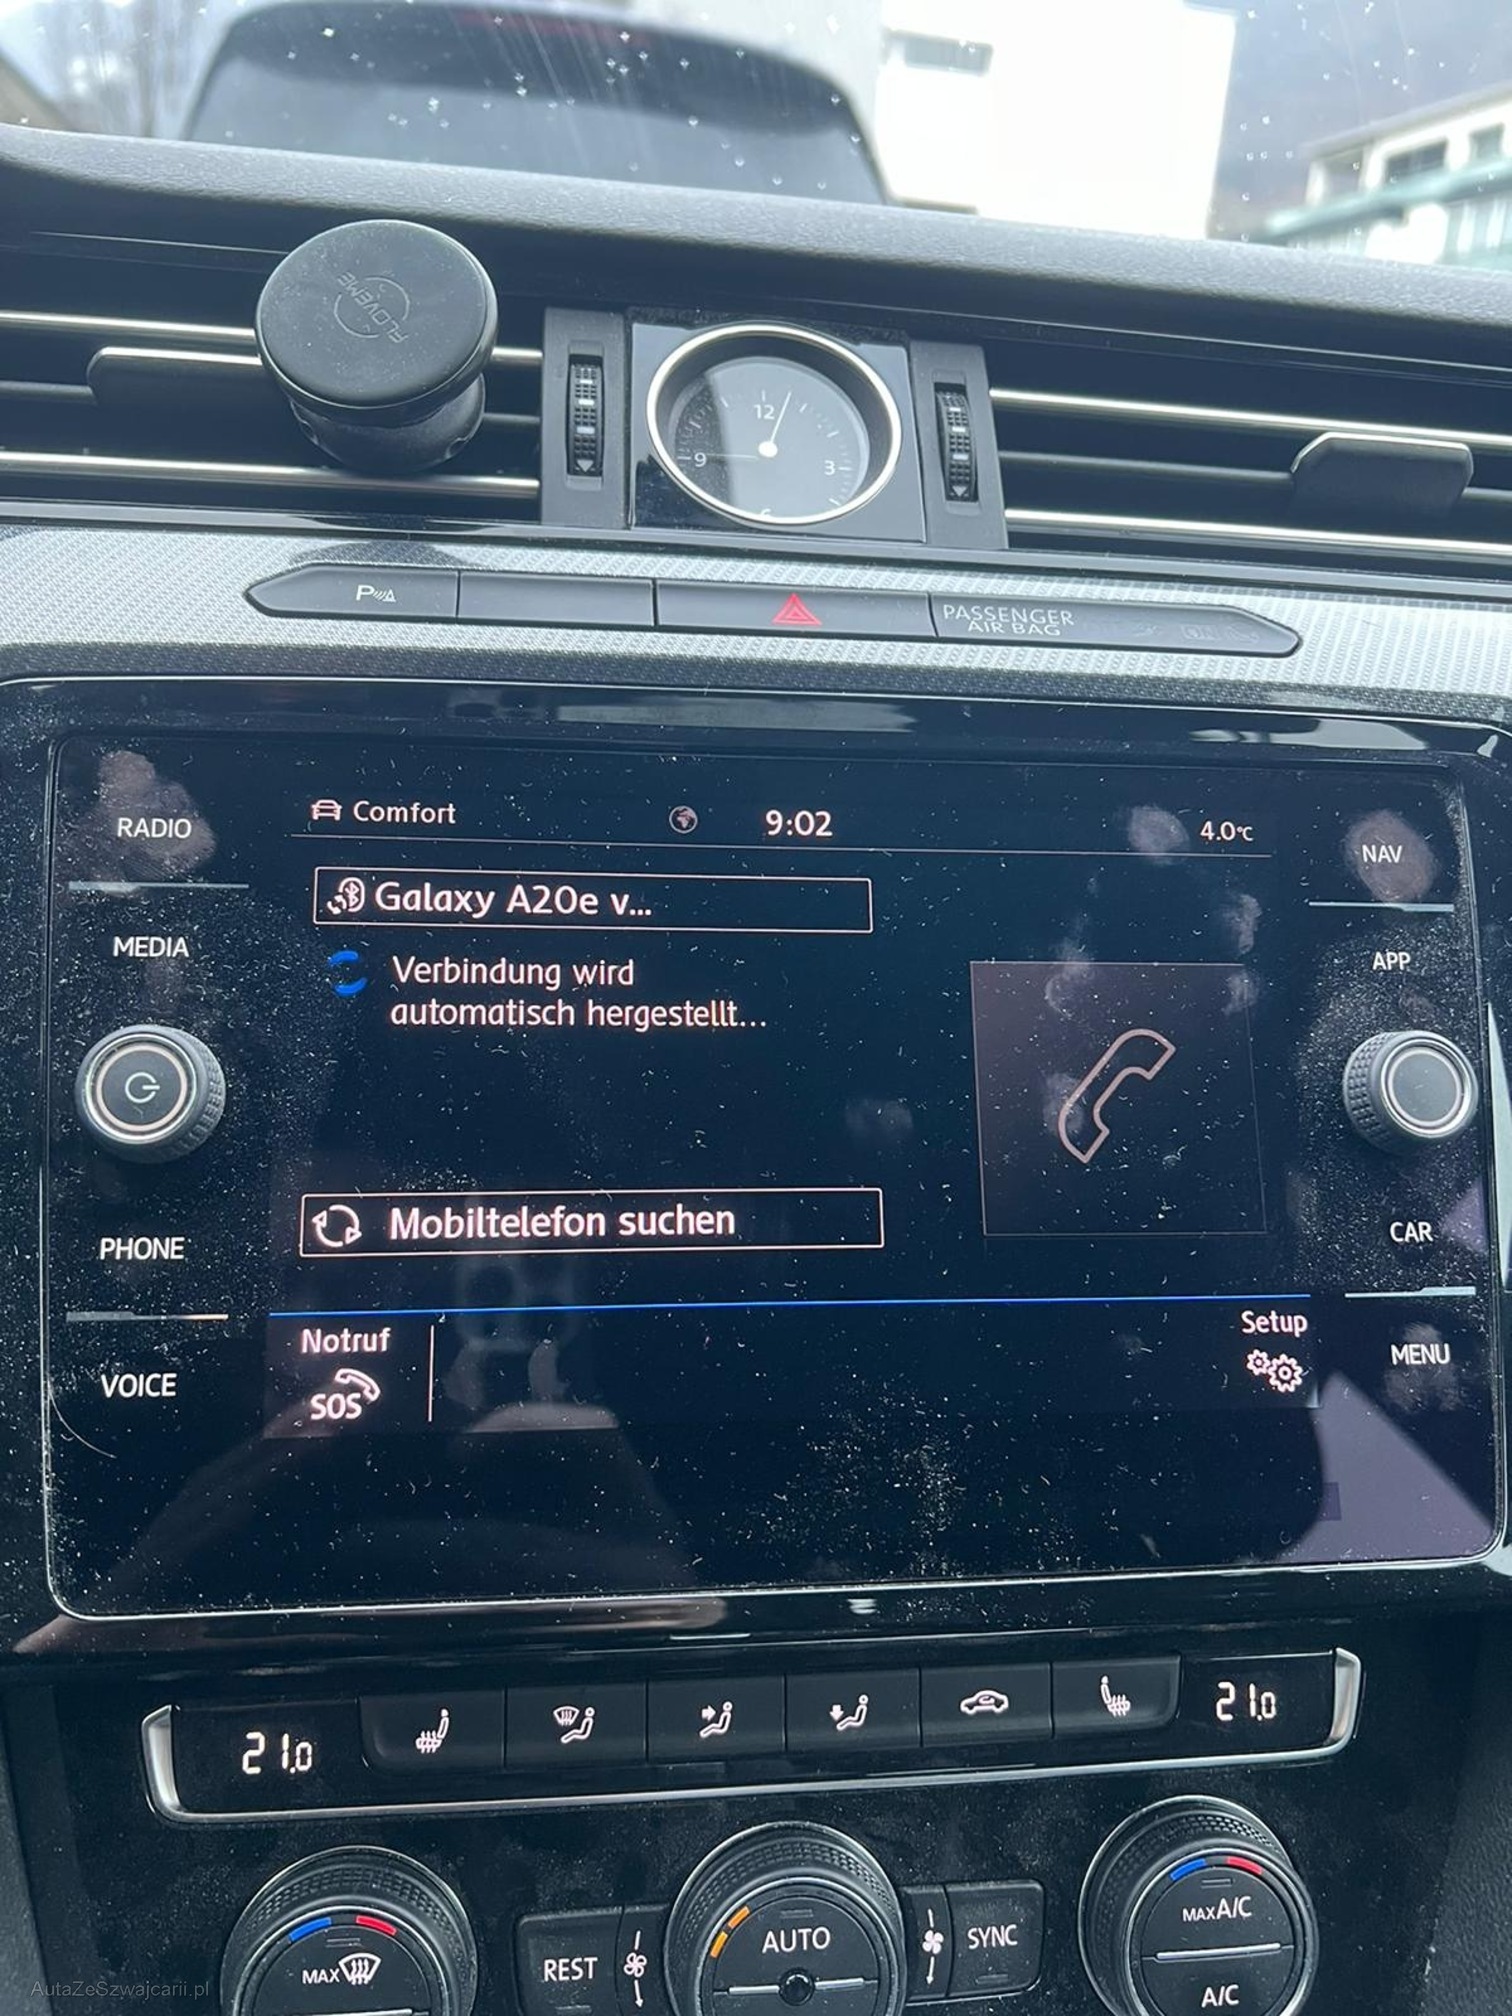 FLOVEME
12
9
3
6
P
PASSENGER
AIR BAG
RADIO
Comfort
9:02
4.0°C
NAV
Galaxy A20e v...
MEDIA
Verbindung wird
automatisch hergestellt...
APP
PHONE
Mobiltelefon suchen
CAR
Notruf
SOS
Setup
VOICE
MENU
21.0
21.0
MAX
REST
AUTO
SYNC
MAX A/C
A/C
AutaZeSzwajcarii.pl